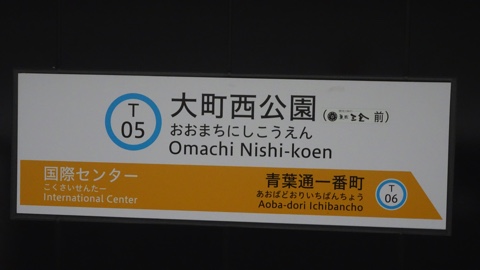 T
05
大町西公園
( 前)
おおまちにしこうえん
Omachi Nishi-koen
国際センター
こくさいせんたー
International Center
青葉通一番町
あおばどおりいちばんちょう
Aoba-dori Ichibancho
T
06